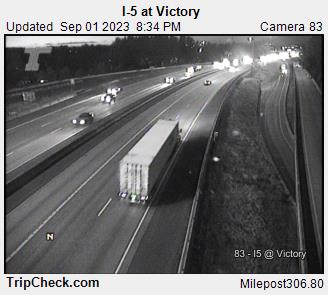 I-5 at Victory
Updated Sep 01 2023 8:34 PM Camera 83
T
N
83 - I5 @ Victory
TripCheck.com Milepost306.80